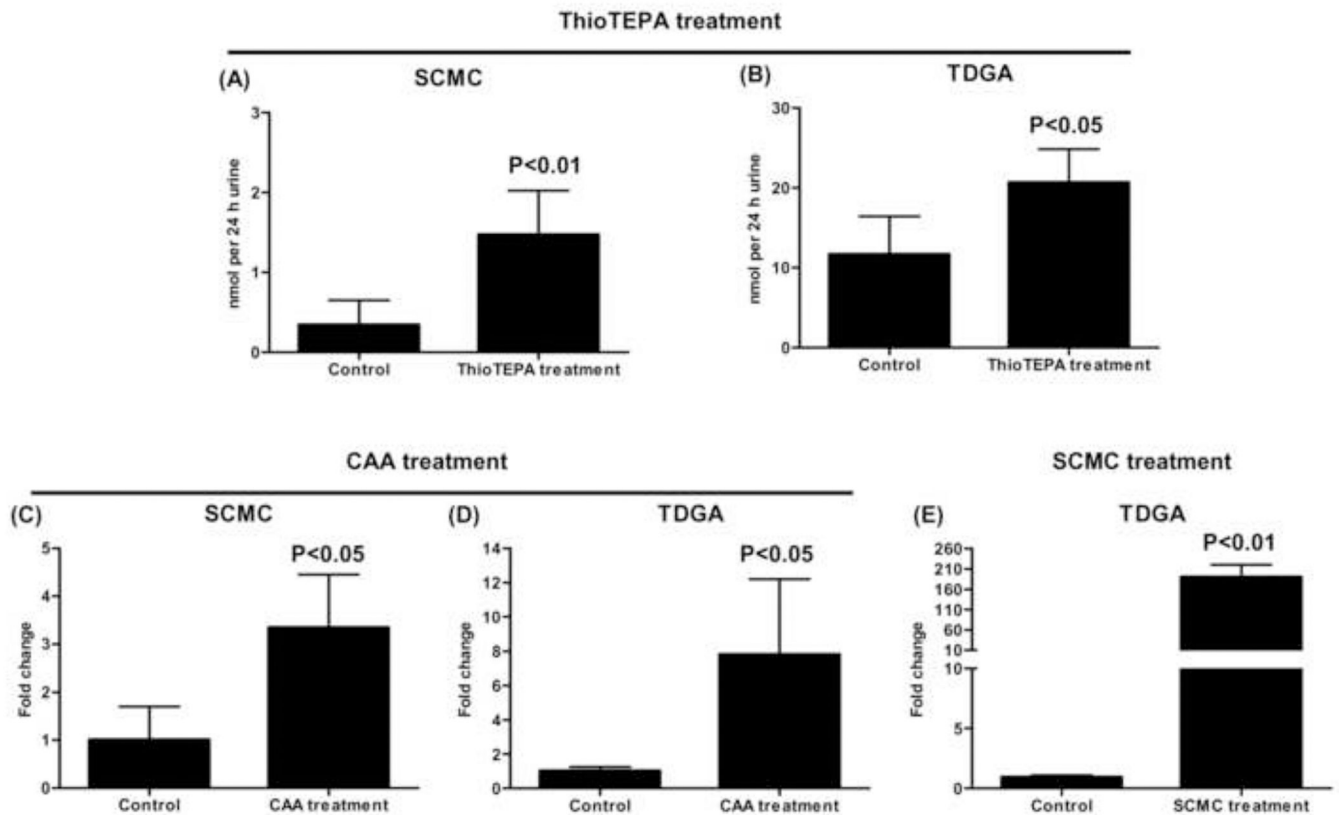 ThioTEPA treatment
(A) SCMC
nmol per 24 h urine
3
2
1
0
P<0.01
Control ThioTEPA treatment
(B) TDGA
nmol per 24 h urine
30
20
10
0
P<0.05
Control ThioTEPA treatment
CAA treatment
(C) SCMC
Fold change
5
4
3
2
1
0
P<0.05
Control CAA treatment
(D) TDGA
Fold change
14
12
10
8
6
4
2
0
P<0.05
Control CAA treatment
SCMC treatment
(E) TDGA
Fold change
260
210
160
110
60
10
10
5
0
P<0.01
Control SCMC treatment